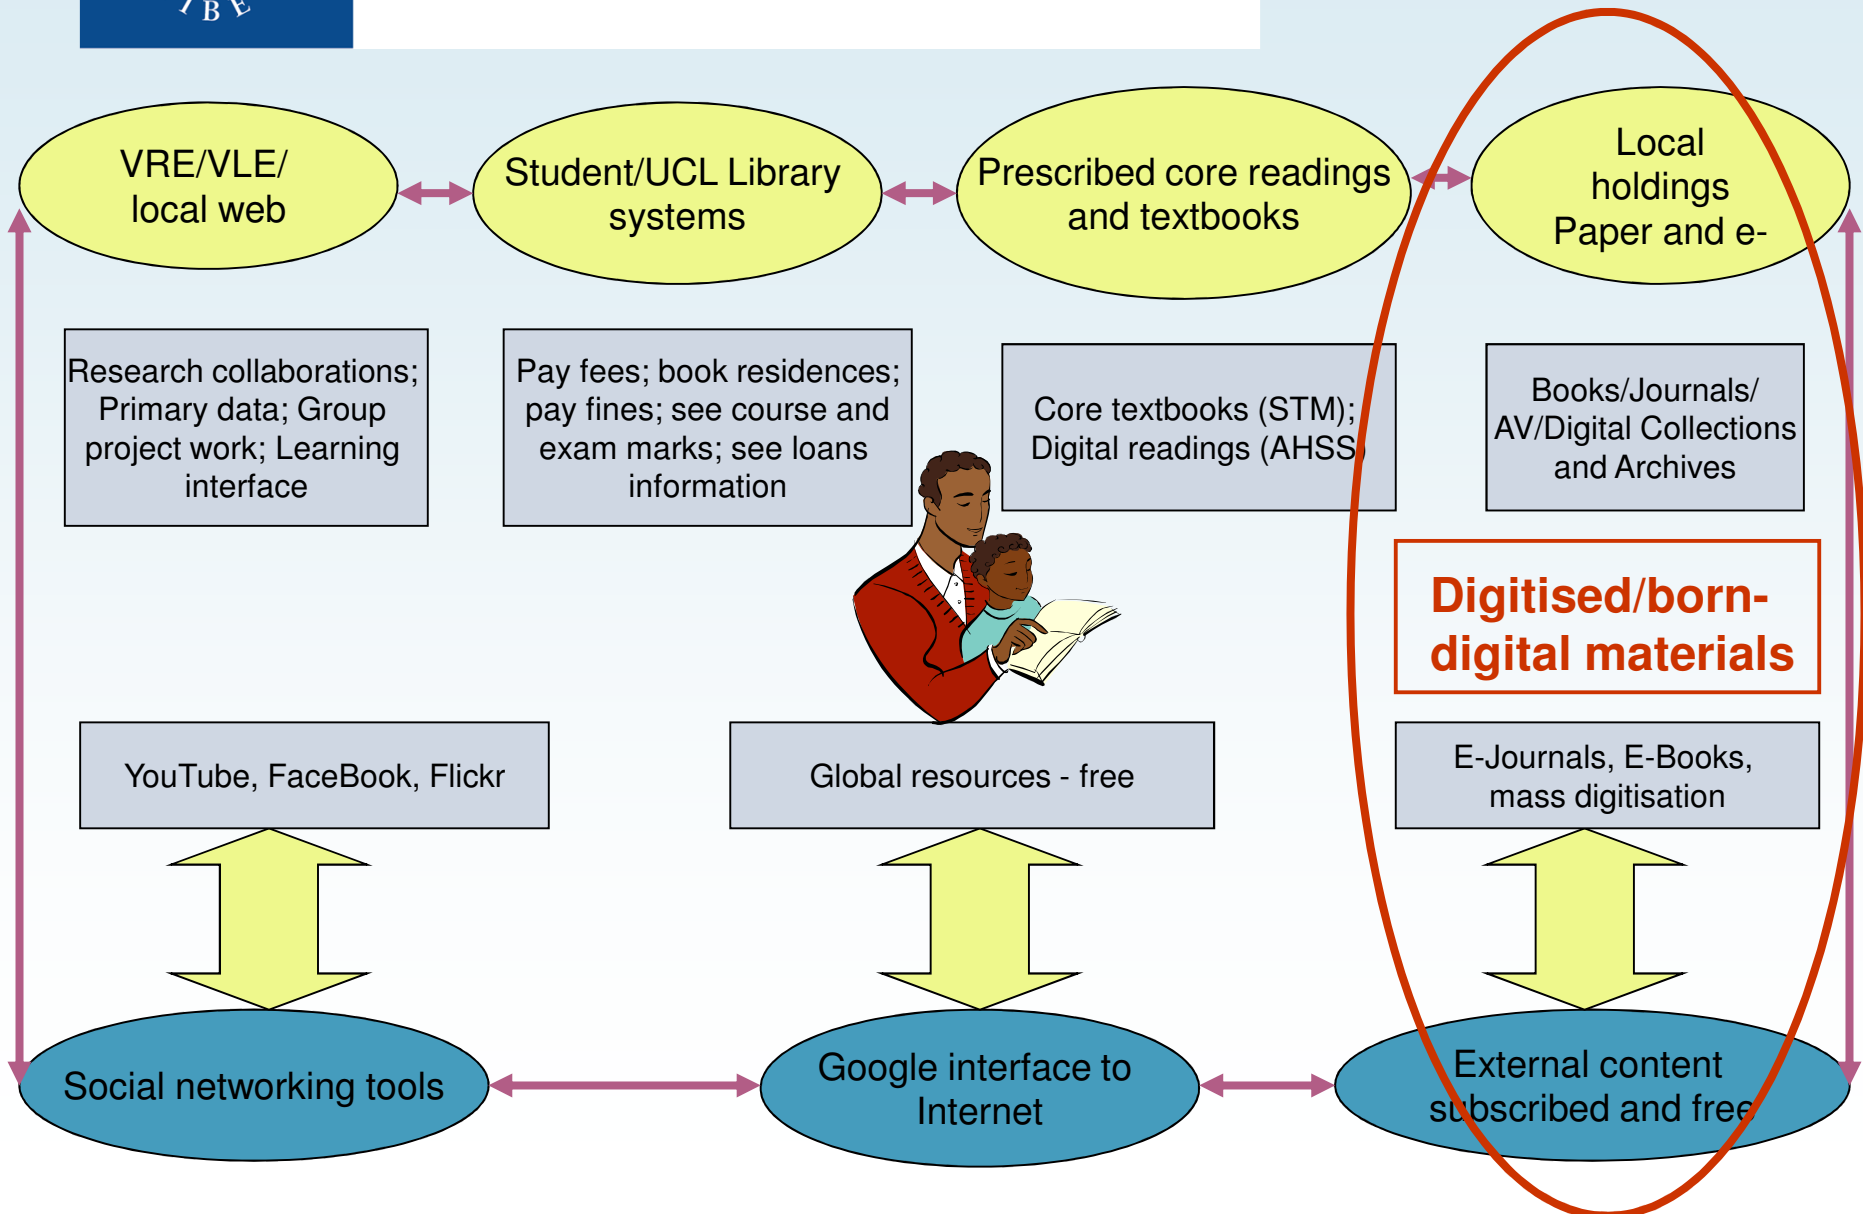 I B E
VRE/VLE/
local web
Student/UCL Library
systems
Prescribed core readings
and textbooks
Local
holdings
Paper and e-
Research collaborations;
Primary data; Group
project work; Learning
interface
Pay fees; book residences;
pay fines; see course and
exam marks; see loans
information
Core textbooks (STM);
Digital readings (AHSS)
Books/Journals/
AV/Digital Collections
and Archives
Digitised/born-
digital materials
YouTube, FaceBook, Flickr
Global resources - free
E-Journals, E-Books,
mass digitisation
Social networking tools
Google interface to
Internet
External content
subscribed and free